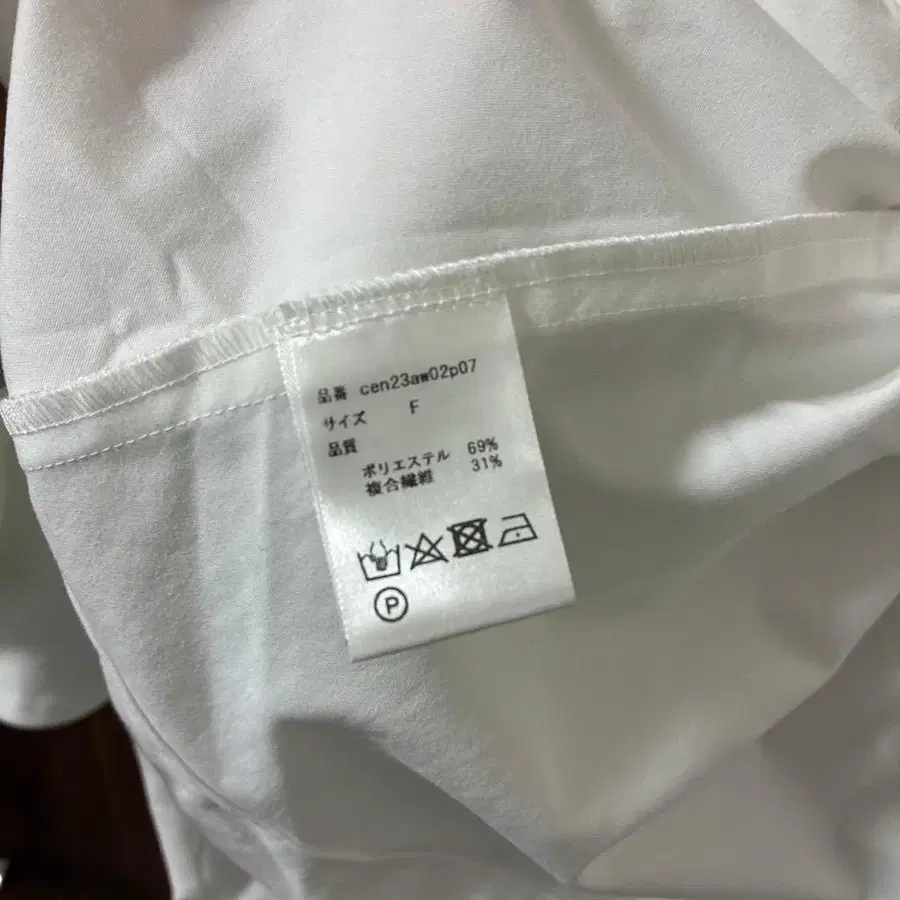 品番 cen23aw02p07
サイズ F
品質
ポリエステル 69%
複合繊維 31%
P